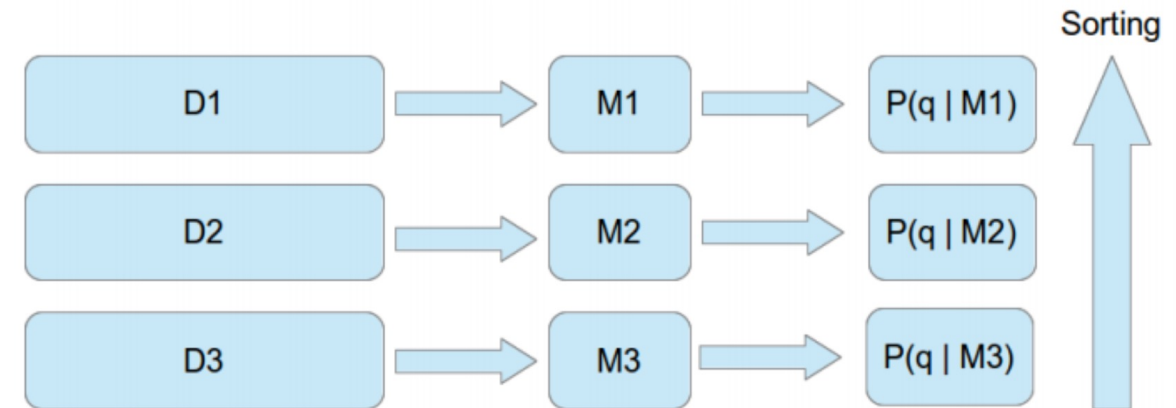 Sorting
D1
M1
P(q | M1)
D2
M2
P(q | M2)
D3
M3
P(q | M3)